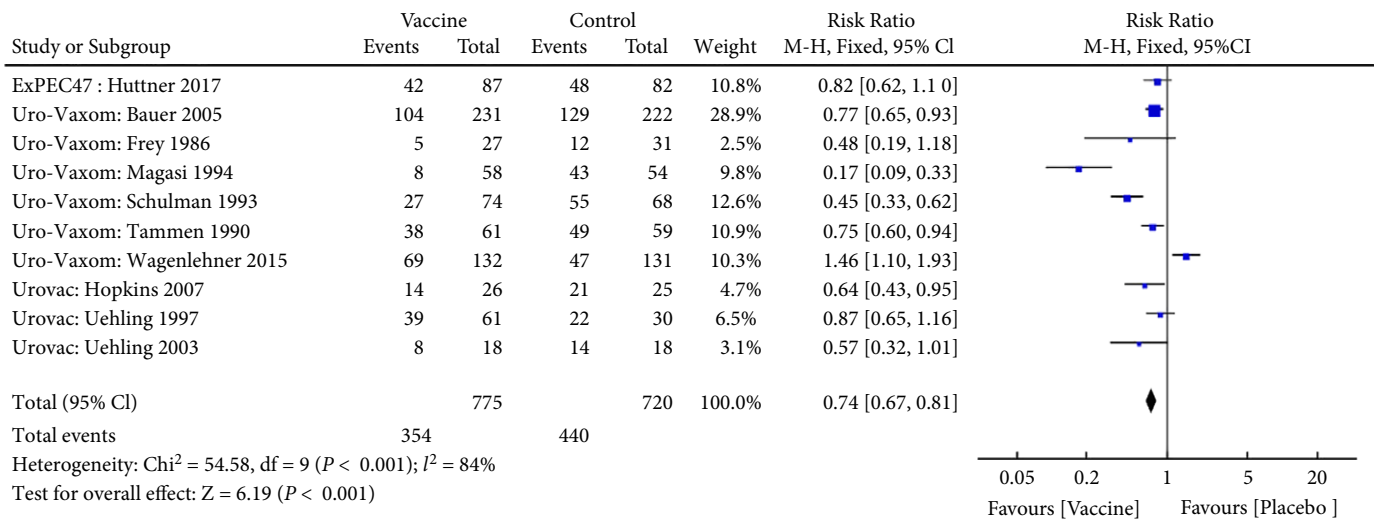 Vaccine Control Risk Ratio Risk Ratio
Study or Subgroup Events Total Events Total Weight M-H, Fixed, 95% Cl M-H, Fixed, 95%CI
ExPEC47 : Huttner 2017 42 87 48 82 10.8% 0.82 [0.62, 1.1 0]
Uro-Vaxom: Bauer 2005 104 231 129 222 28.9% 0.77 [0.65, 0.93]
Uro-Vaxom: Frey 1986 5 27 12 31 2.5% 0.48 [0.19, 1.18]
Uro-Vaxom: Magasi 1994 8 58 43 54 9.8% 0.17 [0.09, 0.33]
Uro-Vaxom: Schulman 1993 27 74 55 68 12.6% 0.45 [0.33, 0.62]
Uro-Vaxom: Tammen 1990 38 61 49 59 10.9% 0.75 [0.60, 0.94]
Uro-Vaxom: Wagenlehner 2015 69 132 47 131 10.3% 1.46 [1.10, 1.93]
Urovac: Hopkins 2007 14 26 21 25 4.7% 0.64 [0.43, 0.95]
Urovac: Uehling 1997 39 61 22 30 6.5% 0.87 [0.65, 1.16]
Urovac: Uehling 2003 8 18 14 18 3.1% 0.57 [0.32, 1.01]
Total (95% Cl) 775 720 100.0% 0.74 [0.67, 0.81]
Total events 354 440
Heterogeneity: Chi² = 54.58, df = 9 (P < 0.001); I² = 84%
Test for overall effect: Z = 6.19 (P < 0.001)
0.05 0.2 1 5 20
Favours [Vaccine] Favours [Placebo ]